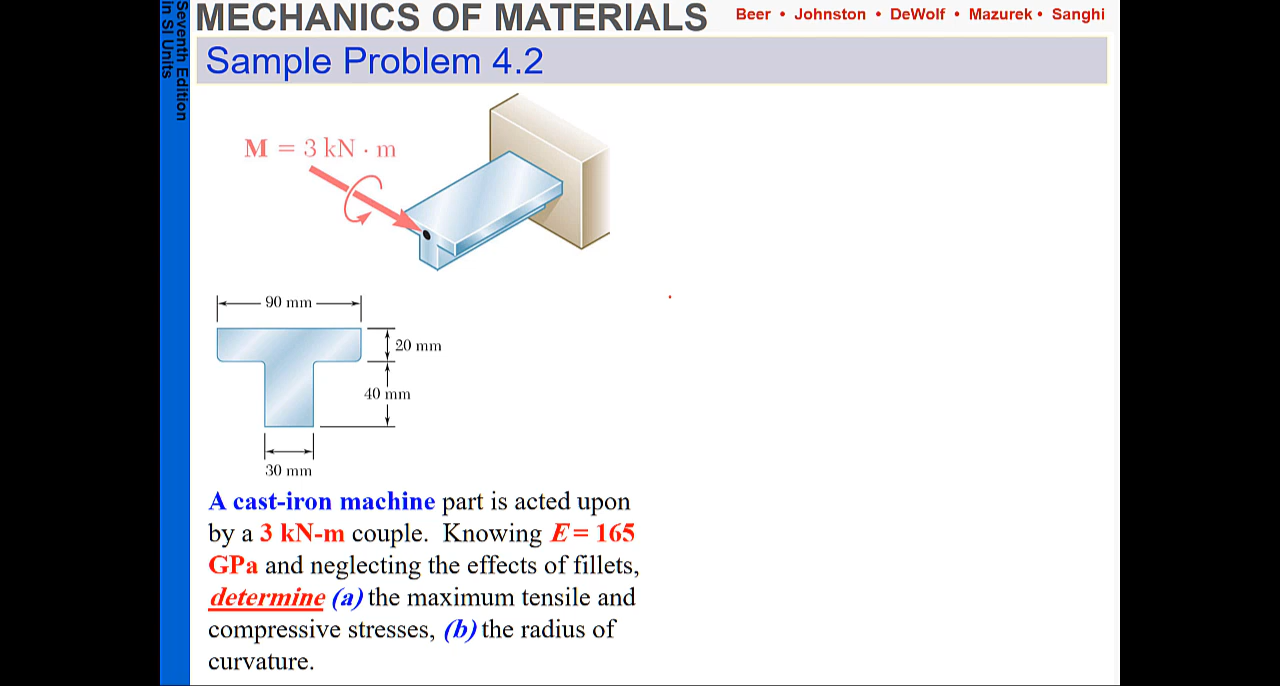 Seventh Edition
in SI Units
MECHANICS OF MATERIALS
Beer • Johnston • DeWolf • Mazurek • Sanghi
Sample Problem 4.2
M = 3 kN · m
90 mm
20 mm
40 mm
30 mm
A cast-iron machine part is acted upon
by a 3 kN-m couple. Knowing E = 165
GPa and neglecting the effects of fillets,
determine (a) the maximum tensile and
compressive stresses, (b) the radius of
curvature.